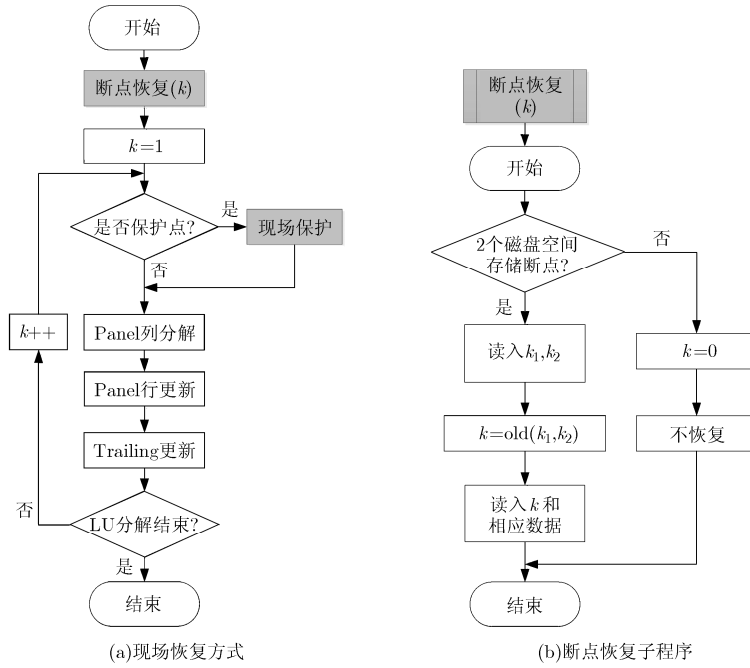 开始
断点恢复(k)
k=1
是否保护点?
是
现场保护
否
k++
Panel列分解
Panel行更新
Trailing更新
否
LU分解结束?
是
结束
(a)现场恢复方式
断点恢复
(k)
开始
2个磁盘空间
存储断点?
否
是
读入k₁,k₂
k=0
k=old(k₁,k₂)
不恢复
读入k和
相应数据
结束
(b)断点恢复子程序